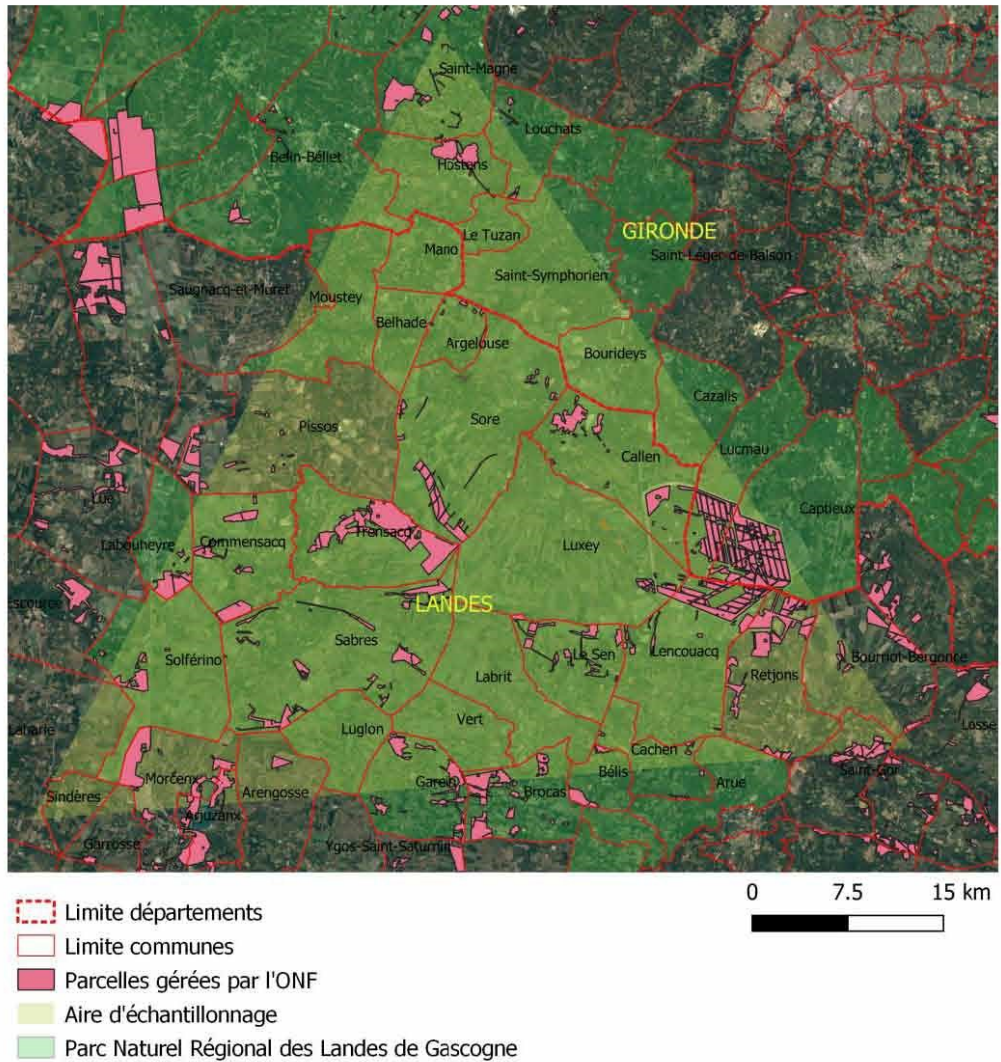 Saint-Magne
Louchats
Belin-Béliet
Hostens
GIRONDE
Le Tuzan
Mano
Saint-Léger-de-Balson
Saint-Symphorien
Saugnacq-et-Muret
Moustey
Belhade
Argelouse
Bourideys
Cazalis
Sore
Pissos
Lucmau
Callen
Lüe
Captieux
Trensacq
Commensacq
Labouheyre
Luxey
Escource
LANDES
Sabres
Le Sen
Lencouacq
Solférino
Bourriot-Bergonce
Labrit
Retjons
Vert
Losse
Laharie
Luglon
Cachen
Saint-Gor
Bélis
Morcenx
Garein
Arue
Arengosse
Brocas
Sindères
Arjuzanx
Garrosse
Ygos-Saint-Saturnin
0 7.5 15 km
Limite départements
Limite communes
Parcelles gérées par l'ONF
Aire d'échantillonnage
Parc Naturel Régional des Landes de Gascogne